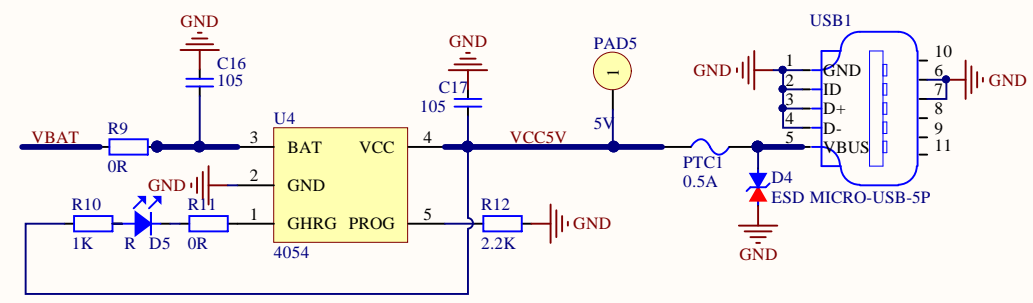 USB1
GND
GND
PAD5
10
C16
1
GND
6
GND
105
C17
1
GND
2
ID
7
105
3
D+
8
R9
U4
5V
4
D-
9
VBAT
3
BAT
VCC
4
VCC5V
5
VBUS
11
0R
PTC1
GND
2
GND
0.5A
D4
ESD
MICRO-USB-5P
R10
R11
1
GHRG
PROG
5
R12
GND
1K
R
D5
0R
4054
2.2K
GND